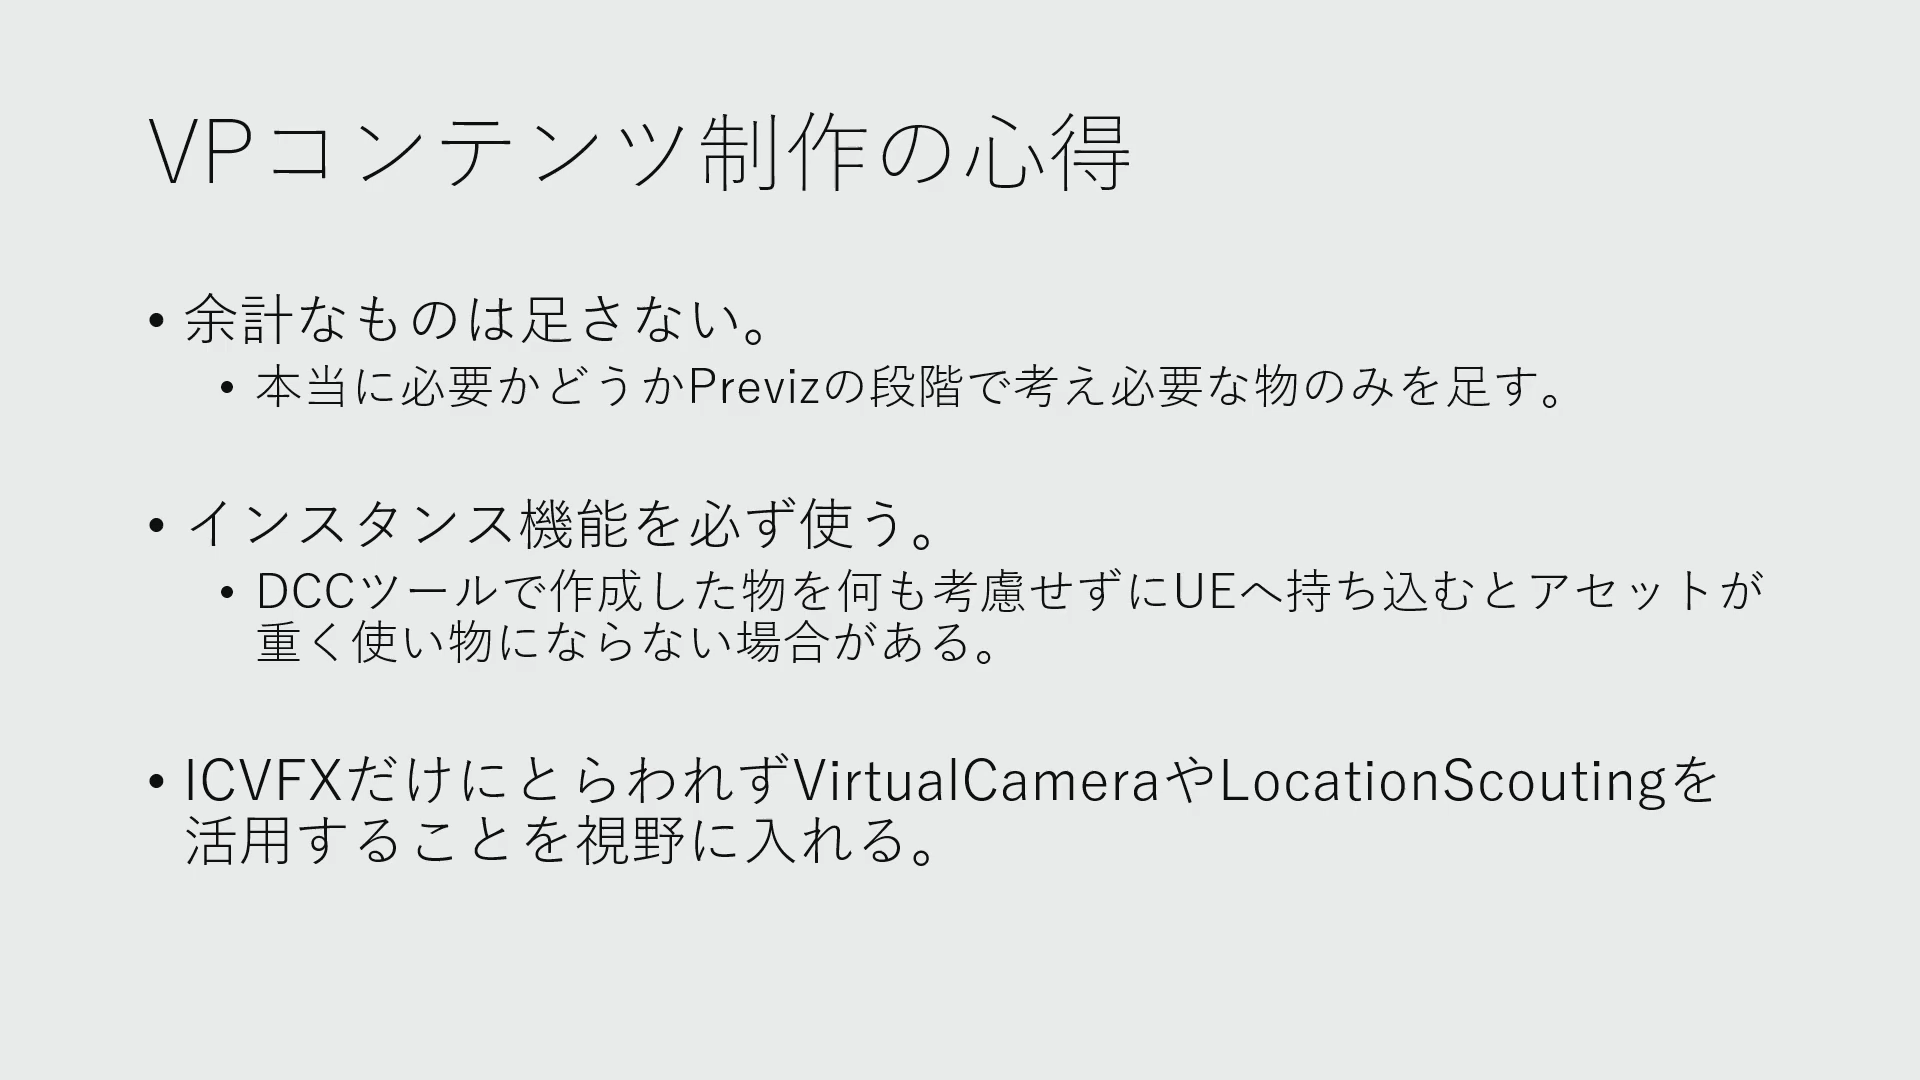 VPコンテンツ制作の心得
• 余計なものは足さない。
• 本当に必要かどうかPrevizの段階で考え必要な物のみを足す。
• インスタンス機能を必ず使う。
• DCCツールで作成した物を何も考慮せずにUEへ持ち込むとアセットが
重く使い物にならない場合がある。
• ICVFXだけにとらわれずVirtualCameraやLocationScoutingを
活用することを視野に入れる。